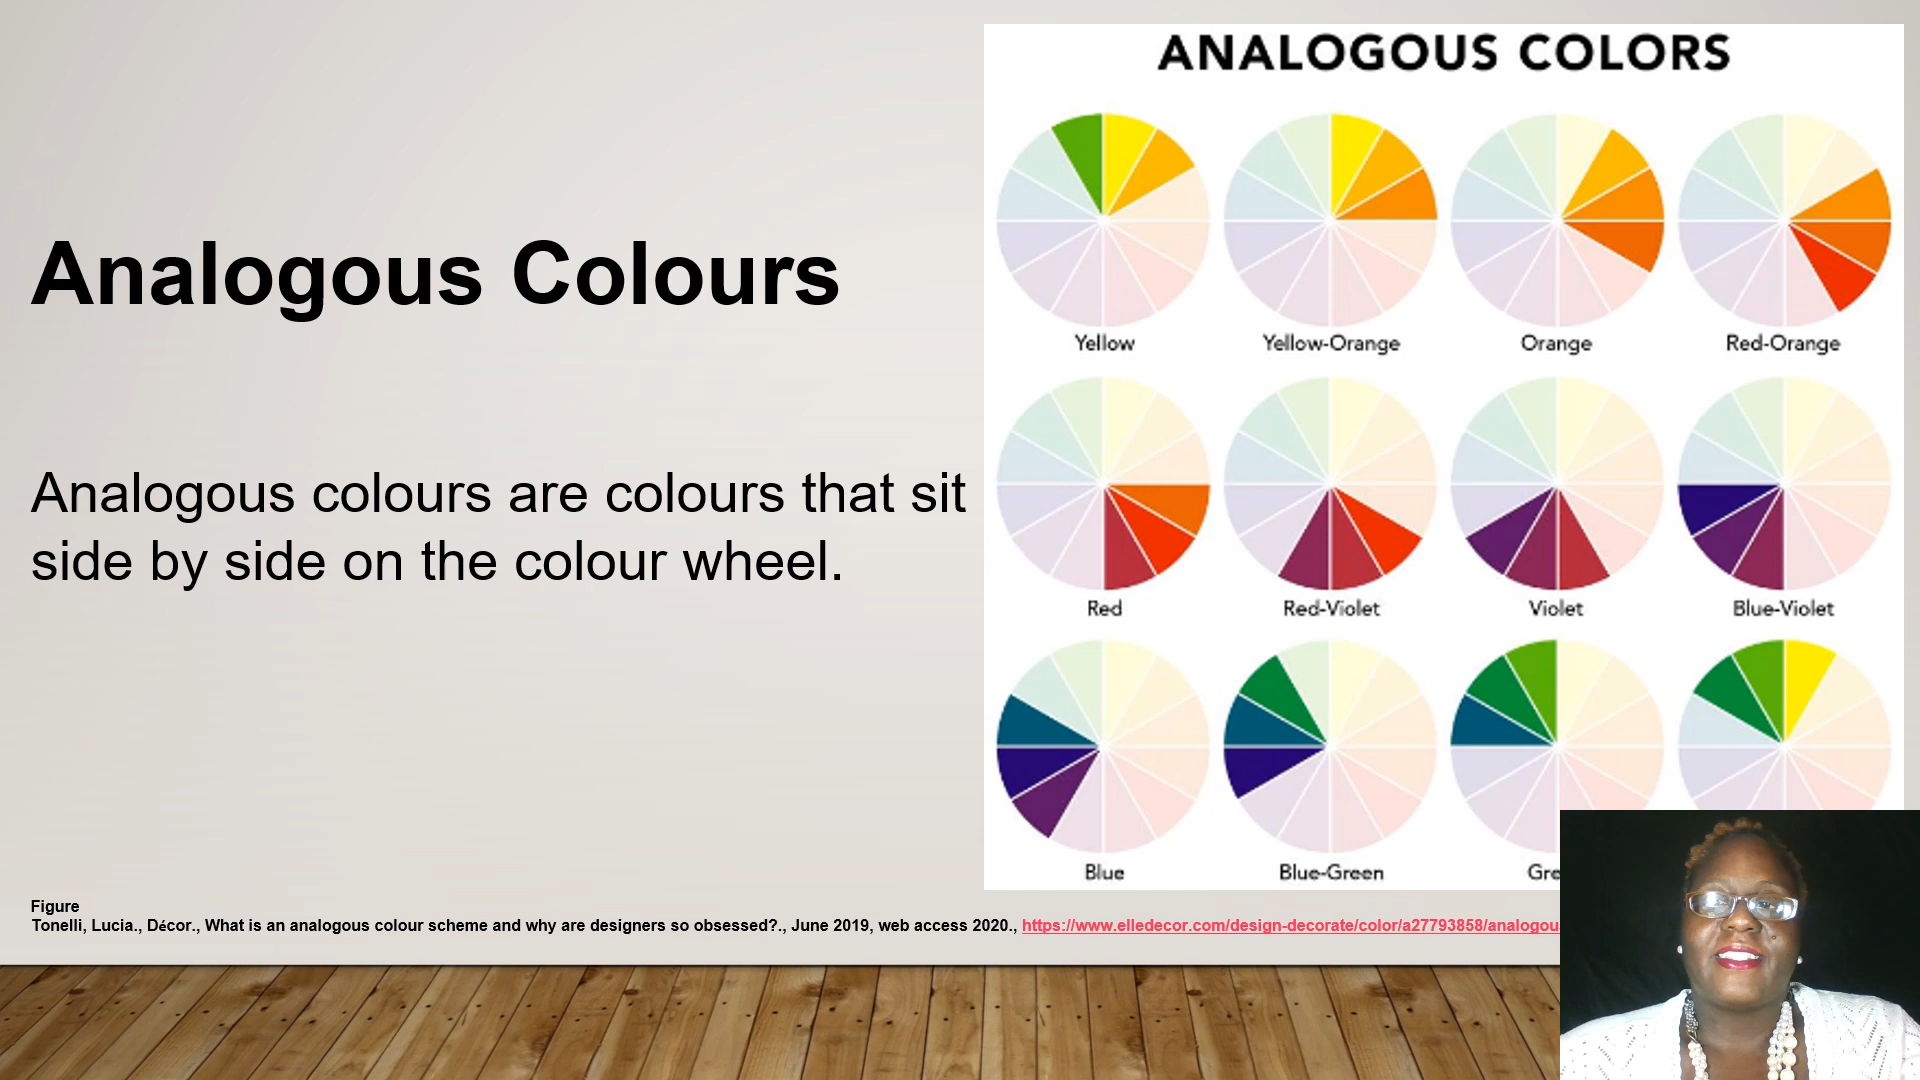 ANALOGOUS COLORS
Analogous Colours
Analogous colours are colours that sit
side by side on the colour wheel.
Yellow
Yellow-Orange
Orange
Red-Orange
Red
Red-Violet
Violet
Blue-Violet
Blue
Blue-Green
Gre
Figure
Tonelli, Lucia., Décor., What is an analogous colour scheme and why are designers so obsessed?., June 2019, web access 2020., https://www.elledecor.com/design-decorate/color/a27793858/analogou